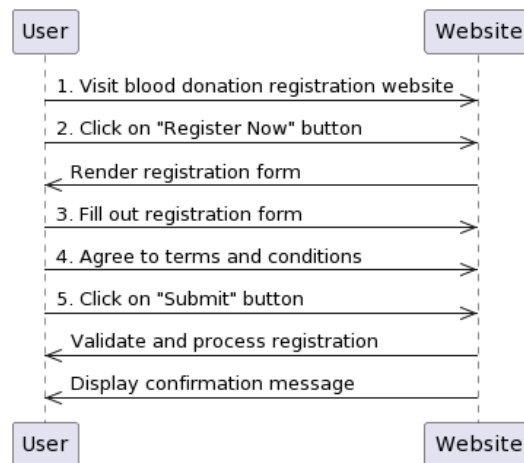 User Website
1. Visit blood donation registration website
2. Click on "Register Now" button
Render registration form
3. Fill out registration form
4. Agree to terms and conditions
5. Click on "Submit" button
Validate and process registration
Display confirmation message
User Website